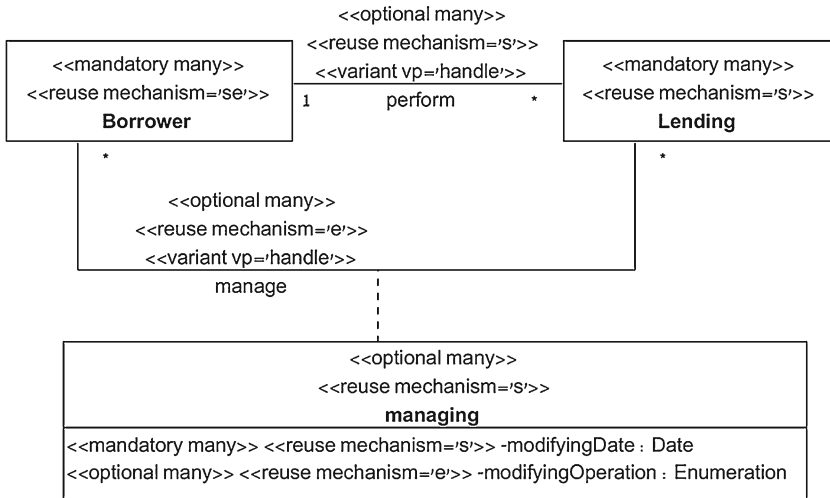 <<optional many>>
<<reuse mechanism='s'>>
<<variant vp='handle'>>
perform
1
*
<<mandatory many>>
<<reuse mechanism='se'>>
Borrower
*
<<mandatory many>>
<<reuse mechanism='s'>>
Lending
*
<<optional many>>
<<reuse mechanism='e'>>
<<variant vp='handle'>>
manage
<<optional many>>
<<reuse mechanism='s'>>
managing
<<mandatory many>> <<reuse mechanism='s'>> -modifyingDate : Date
<<optional many>> <<reuse mechanism='e'>> -modifyingOperation : Enumeration